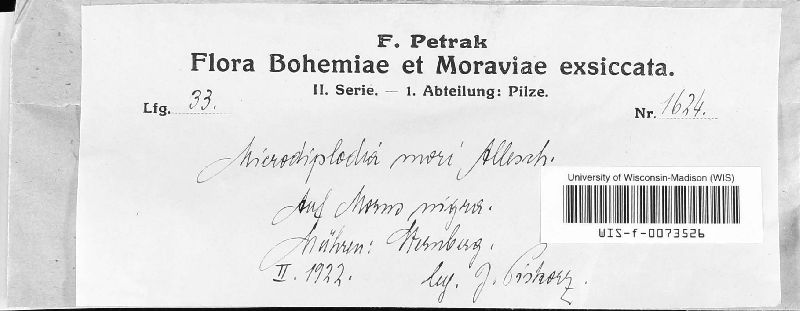 F. Petrak
Flora Bohemiae et Moraviae exsiccata.
II. Serie. — 1. Abteilung: Pilze.
Lfg. 33.
Nr. 1624.
Microdiplodia mori Allesch.
Auf Morus nigra.
Mähren: Sternberg.
II. 1922. leg. J. Piskorz.
University of Wisconsin-Madison (WIS)
WIS-f-0073526